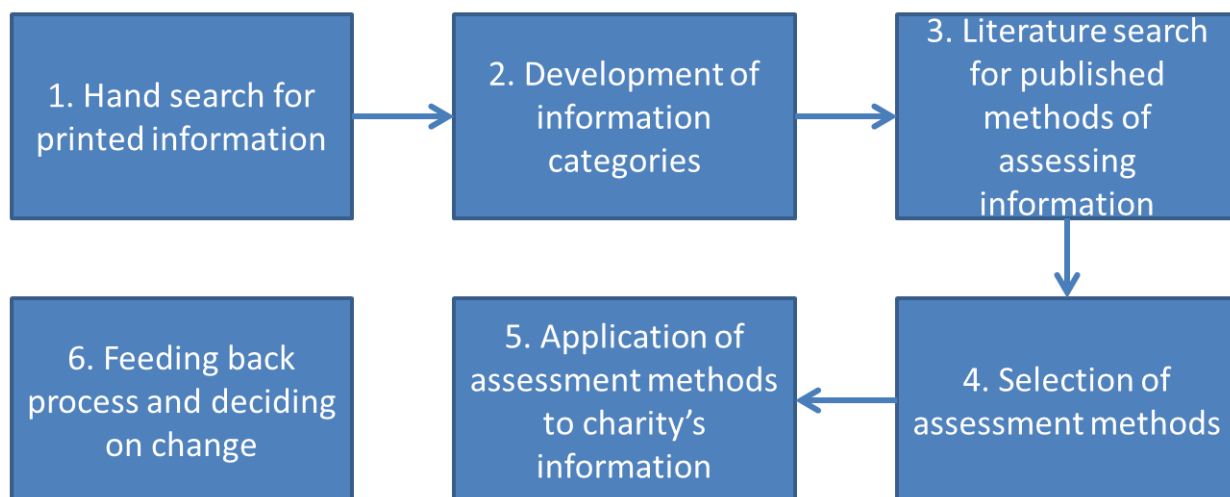 1. Hand search for
printed information
2. Development of
information
categories
3. Literature search
for published
methods of
assessing
information
4. Selection of
assessment methods
5. Application of
assessment methods
to charity’s
information
6. Feeding back
process and deciding
on change